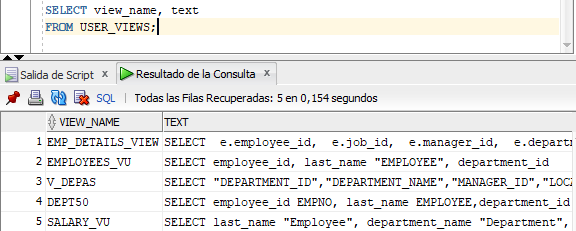 SELECT view_name, text
FROM USER_VIEWS;
Salida de Script x Resultado de la Consulta x
SQL | Todas las Filas Recuperadas: 5 en 0,154 segundos
VIEW_NAME TEXT
1 EMP_DETAILS_VIEW SELECT e.employee_id, e.job_id, e.manager_id, e.depart
2 EMPLOYEES_VU SELECT employee_id, last_name "EMPLOYEE", department_id
3 V_DEPAS SELECT "DEPARTMENT_ID","DEPARTMENT_NAME","MANAGER_ID","LOC
4 DEPT50 SELECT employee_id EMPNO, last_name EMPLOYEE,department_id
5 SALARY_VU SELECT last_name "Employee", department_name "Department",